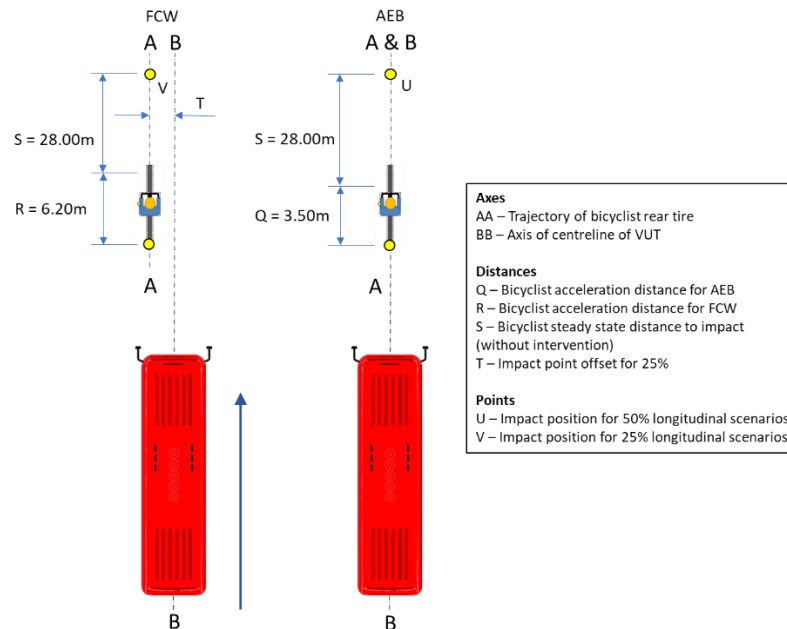 FCW
A B
V
T
S = 28.00m
R = 6.20m
A
B
AEB
A & B
U
S = 28.00m
Q = 3.50m
A
B
Axes
AA – Trajectory of bicyclist rear tire
BB – Axis of centreline of VUT
Distances
Q – Bicyclist acceleration distance for AEB
R – Bicyclist acceleration distance for FCW
S – Bicyclist steady state distance to impact
(without intervention)
T – Impact point offset for 25%
Points
U – Impact position for 50% longitudinal scenarios
V – Impact position for 25% longitudinal scenarios